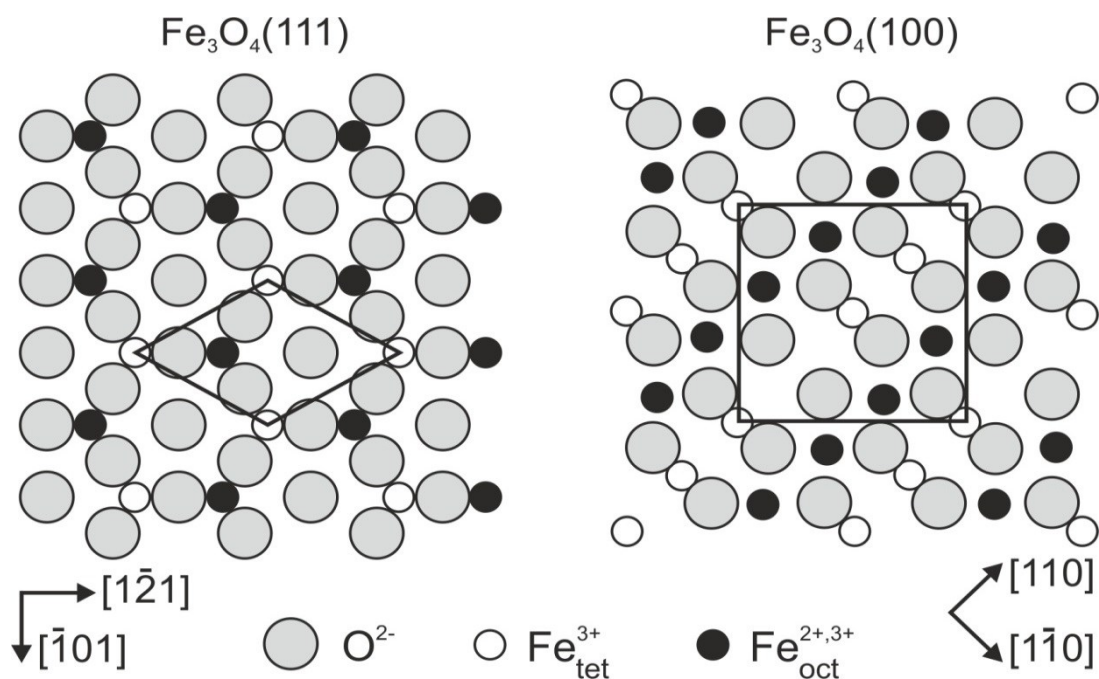 Fe₃O₄(111)
Fe₃O₄(100)
[12̄1]
[1̄01]
O²⁻
Fe³⁺tet
Fe²⁺,³⁺oct
[110]
[11̄0]